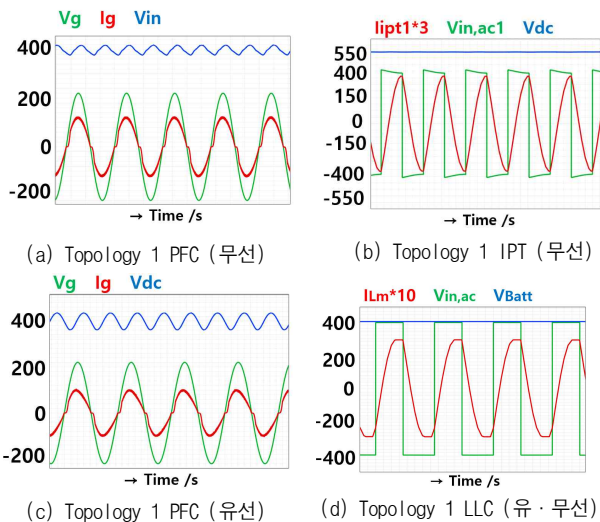 Vg Ig Vin
400
200
0
-200
→ Time /s
(a) Topology 1 PFC (무선)
Iipt1*3 Vin,ac1 Vdc
550
400
150
0
-150
-400
-550
→ Time /s
(b) Topology 1 IPT (무선)
Vg Ig Vdc
400
200
0
-200
→ Time /s
(c) Topology 1 PFC (유선)
ILm*10 Vin,ac VBatt
400
200
0
-200
-400
→ Time /s
(d) Topology 1 LLC (유·무선)